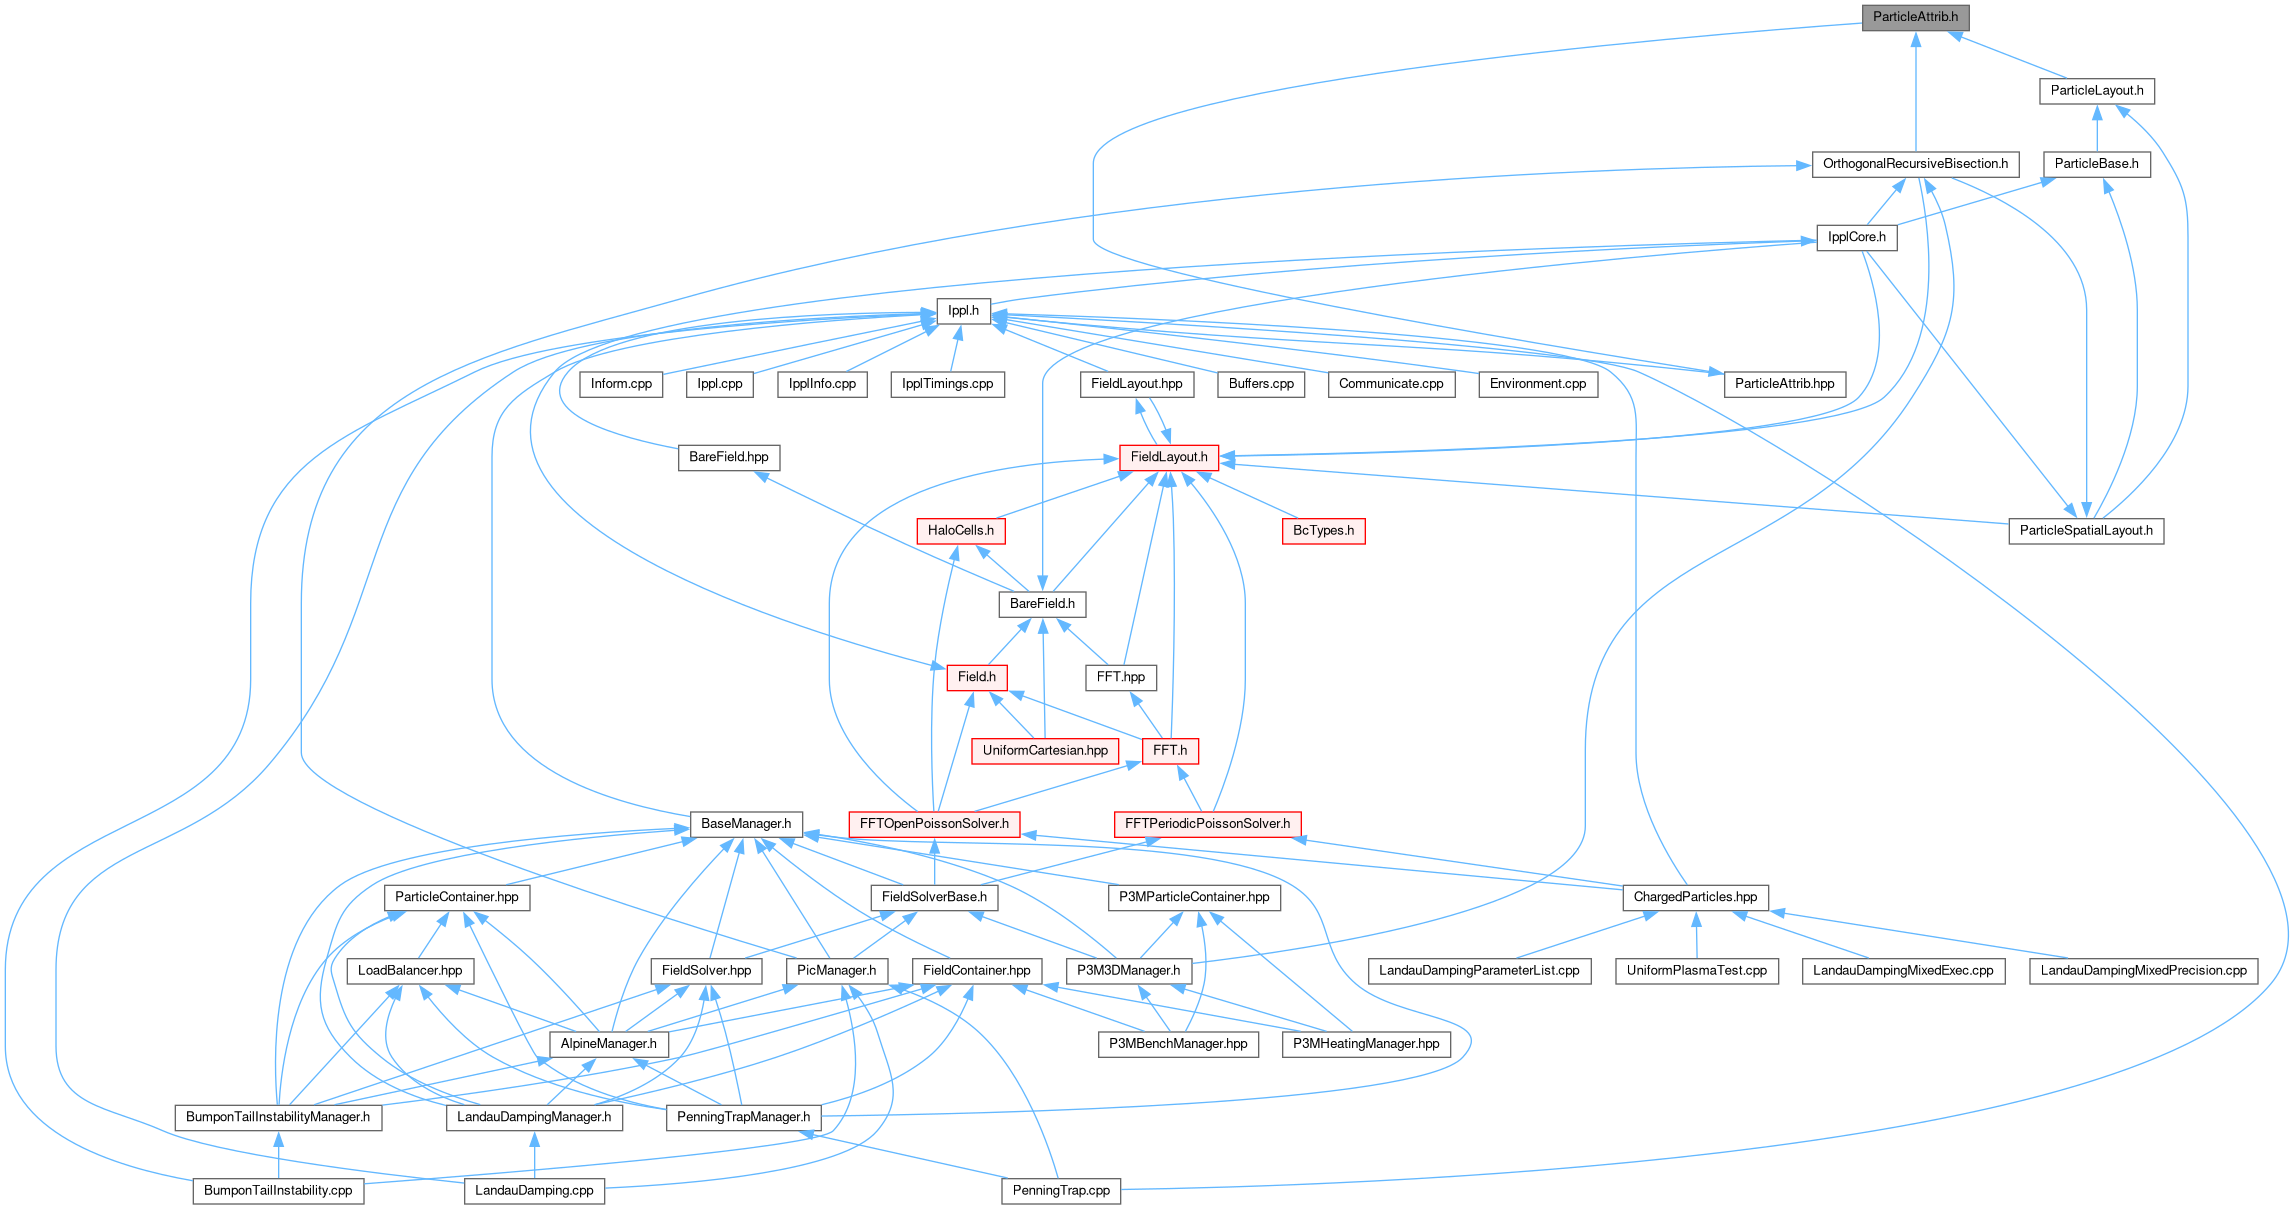 ParticleAttrib.h
ParticleLayout.h
OrthogonalRecursiveBisection.h
ParticleBase.h
IpplCore.h
Ippl.h
Inform.cpp
Ippl.cpp
IpplInfo.cpp
IpplTimings.cpp
FieldLayout.hpp
Buffers.cpp
Communicate.cpp
Environment.cpp
ParticleAttrib.hpp
BareField.hpp
FieldLayout.h
HaloCells.h
BcTypes.h
ParticleSpatialLayout.h
BareField.h
Field.h
FFT.hpp
UniformCartesian.hpp
FFT.h
BaseManager.h
FFTOpenPoissonSolver.h
FFTPeriodicPoissonSolver.h
ParticleContainer.hpp
FieldSolverBase.h
P3MParticleContainer.hpp
ChargedParticles.hpp
LoadBalancer.hpp
FieldSolver.hpp
PicManager.h
FieldContainer.hpp
P3M3DManager.h
LandauDampingParameterList.cpp
UniformPlasmaTest.cpp
LandauDampingMixedExec.cpp
LandauDampingMixedPrecision.cpp
AlpineManager.h
P3MBenchManager.hpp
P3MHeatingManager.hpp
BumponTailInstabilityManager.h
LandauDampingManager.h
PenningTrapManager.h
BumponTailInstability.cpp
LandauDamping.cpp
PenningTrap.cpp